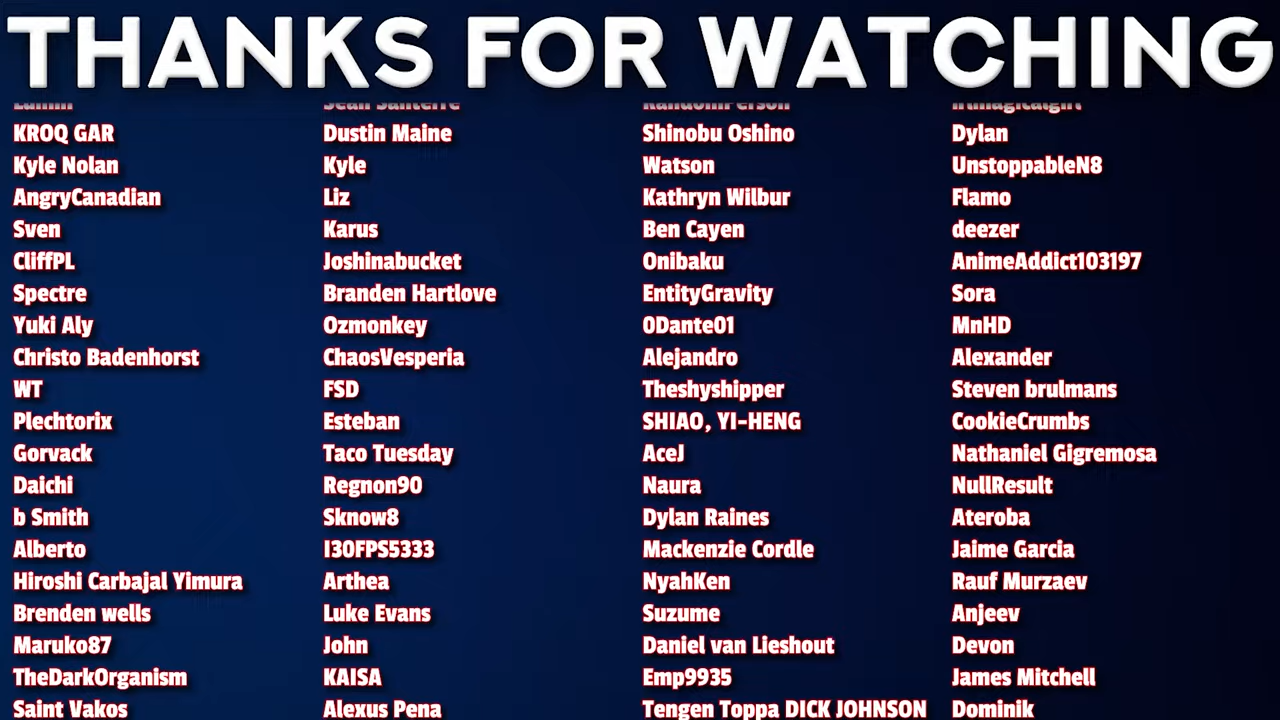 THANKS FOR WATCHING
KROQ GAR
Kyle Nolan
AngryCanadian
Sven
CliffPL
Spectre
Yuki Aly
Christo Badenhorst
WT
Plechtorix
Gorvack
Daichi
b Smith
Alberto
Hiroshi Carbajal Yimura
Brenden wells
Maruko87
TheDarkOrganism
Saint Vakos
Jean Santerre
Dustin Maine
Kyle
Liz
Karus
Joshinabucket
Branden Hartlove
Ozmonkey
ChaosVesperia
FSD
Esteban
Taco Tuesday
Regnon90
Sknow8
I30FPS5333
Arthea
Luke Evans
John
KAISA
Alexus Pena
RandomPerson
Shinobu Oshino
Watson
Kathryn Wilbur
Ben Cayen
Onibaku
EntityGravity
0Dante01
Alejandro
Theshyshipper
SHIAO, YI-HENG
AceJ
Naura
Dylan Raines
Mackenzie Cordle
NyahKen
Suzume
Daniel van Lieshout
Emp9935
Tengen Toppa DICK JOHNSON
Dylan
UnstoppableN8
Flamo
deezer
AnimeAddict103197
Sora
MnHD
Alexander
Steven brulmans
CookieCrumbs
Nathaniel Gigremosa
NullResult
Ateroba
Jaime Garcia
Rauf Murzaev
Anjeev
Devon
James Mitchell
Dominik